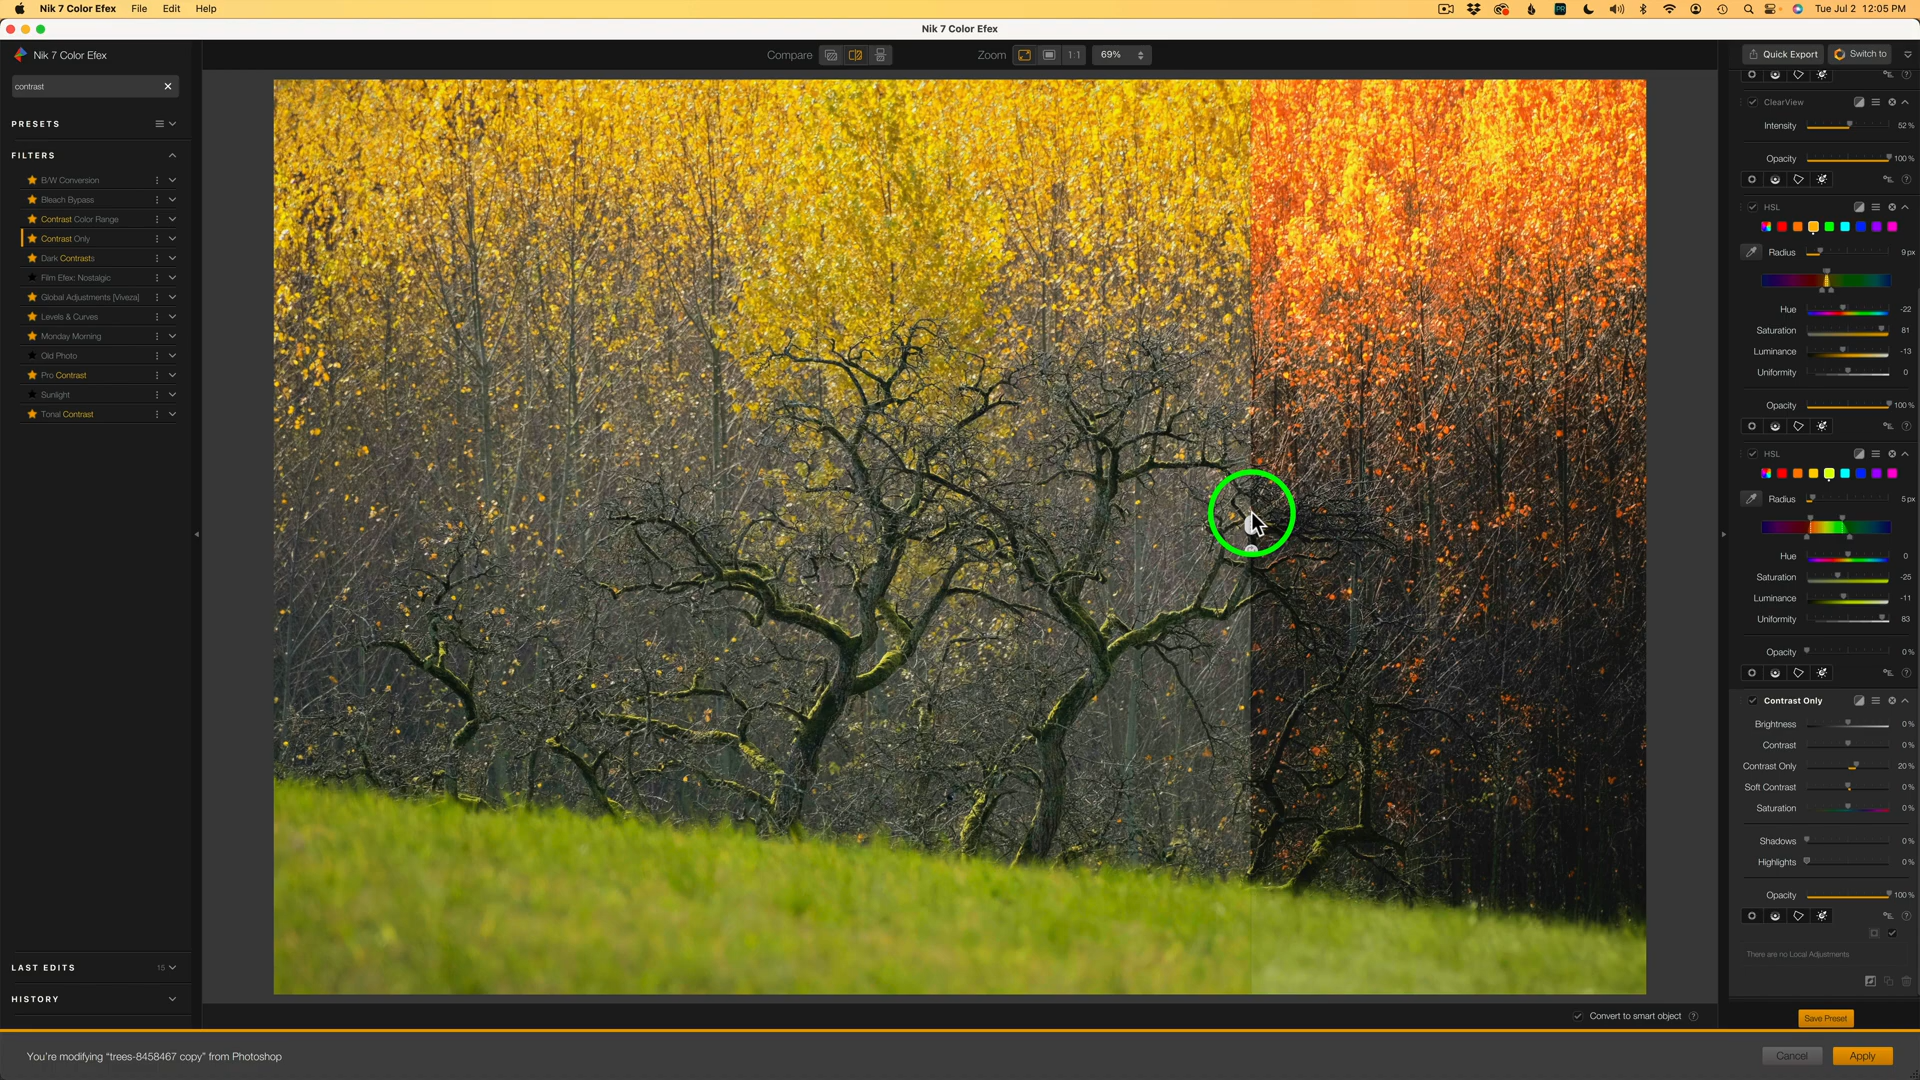 Nik 7 Color Efex File Edit Help
Tue Jul 2 12:05 PM
Nik 7 Color Efex
Nik 7 Color Efex
Compare
Zoom 1:1 69%
Quick Export Switch to
contrast
PRESETS
FILTERS
B/W Conversion
Bleach Bypass
Contrast Color Range
Contrast Only
Dark Contrasts
Film Efex: Nostalgic
Global Adjustments [Viveza]
Levels & Curves
Monday Morning
Old Photo
Pro Contrast
Sunlight
Tonal Contrast
LAST EDITS 15
HISTORY
ClearView
Intensity 52 %
Opacity 100 %
HSL
Radius 9 px
Hue -22
Saturation 81
Luminance -13
Uniformity 0
Opacity 100 %
HSL
Radius 5 px
Hue 0
Saturation -25
Luminance -11
Uniformity 83
Opacity 0 %
Contrast Only
Brightness 0 %
Contrast 0 %
Contrast Only 20 %
Soft Contrast 0 %
Saturation 0 %
Shadows 0 %
Highlights 0 %
Opacity 100 %
There are no Local Adjustments
Convert to smart object
Save Preset
You're modifying "trees-8458467 copy" from Photoshop
Cancel Apply